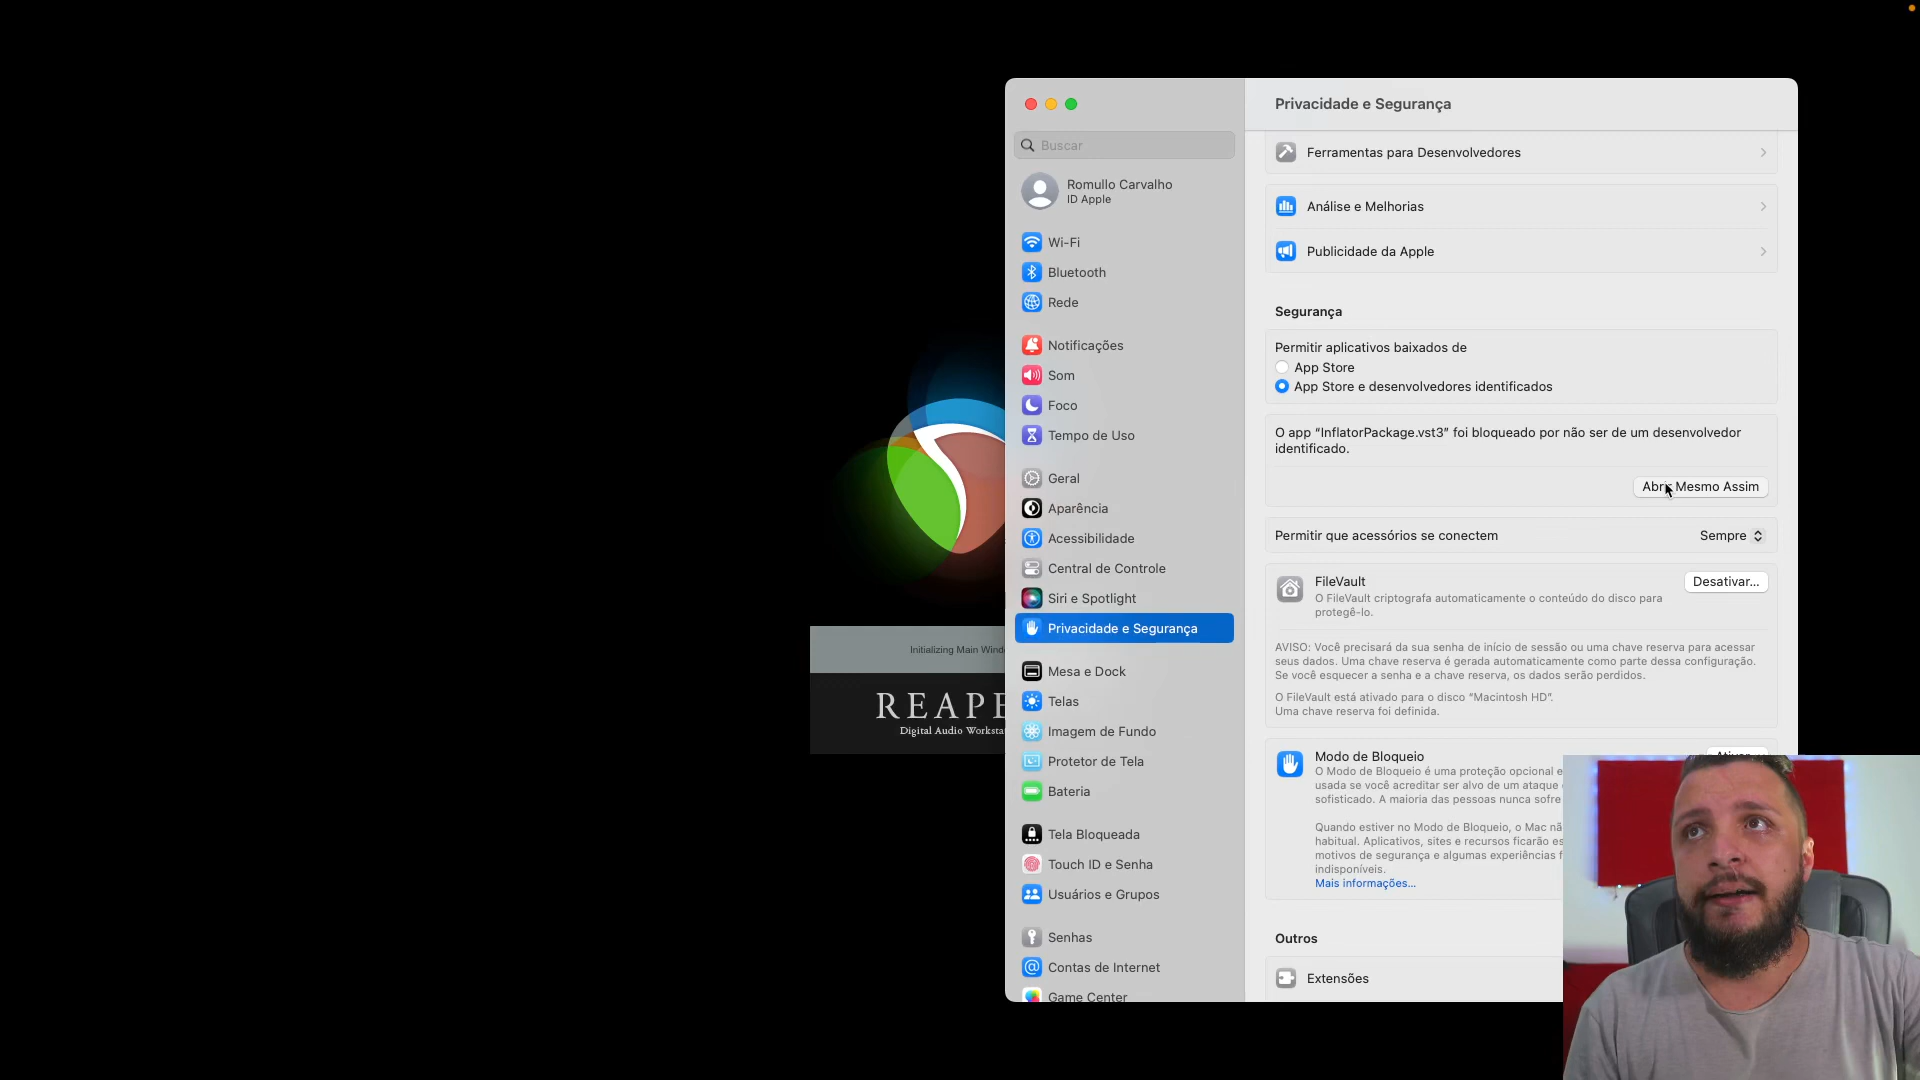 Privacidade e Segurança
Buscar
Romullo Carvalho
ID Apple
Wi-Fi
Bluetooth
Rede
Notificações
Som
Foco
Tempo de Uso
Geral
Aparência
Acessibilidade
Central de Controle
Siri e Spotlight
Privacidade e Segurança
Mesa e Dock
Telas
Imagem de Fundo
Protetor de Tela
Bateria
Tela Bloqueada
Touch ID e Senha
Usuários e Grupos
Senhas
Contas de Internet
Game Center
Ferramentas para Desenvolvedores
Análise e Melhorias
Publicidade da Apple
Segurança
Permitir aplicativos baixados de
App Store
App Store e desenvolvedores identificados
O app “InflatorPackage.vst3” foi bloqueado por não ser de um desenvolvedor
identificado.
Abrir Mesmo Assim
Permitir que acessórios se conectem
Sempre
FileVault
Desativar...
O FileVault criptografa automaticamente o conteúdo do disco para
protegê-lo.
AVISO: Você precisará da sua senha de início de sessão ou uma chave reserva para acessar
seus dados. Uma chave reserva é gerada automaticamente como parte dessa configuração.
Se você esquecer a senha e a chave reserva, os dados serão perdidos.
O FileVault está ativado para o disco “Macintosh HD”.
Uma chave reserva foi definida.
Modo de Bloqueio
O Modo de Bloqueio é uma proteção opcional e
usada se você acreditar ser alvo de um ataque
sofisticado. A maioria das pessoas nunca sofre
Quando estiver no Modo de Bloqueio, o Mac nã
habitual. Aplicativos, sites e recursos ficarão es
motivos de segurança e algumas experiências f
indisponíveis.
Mais informações...
Outros
Extensões
Initializing Main Wind
REAPE
Digital Audio Worksta